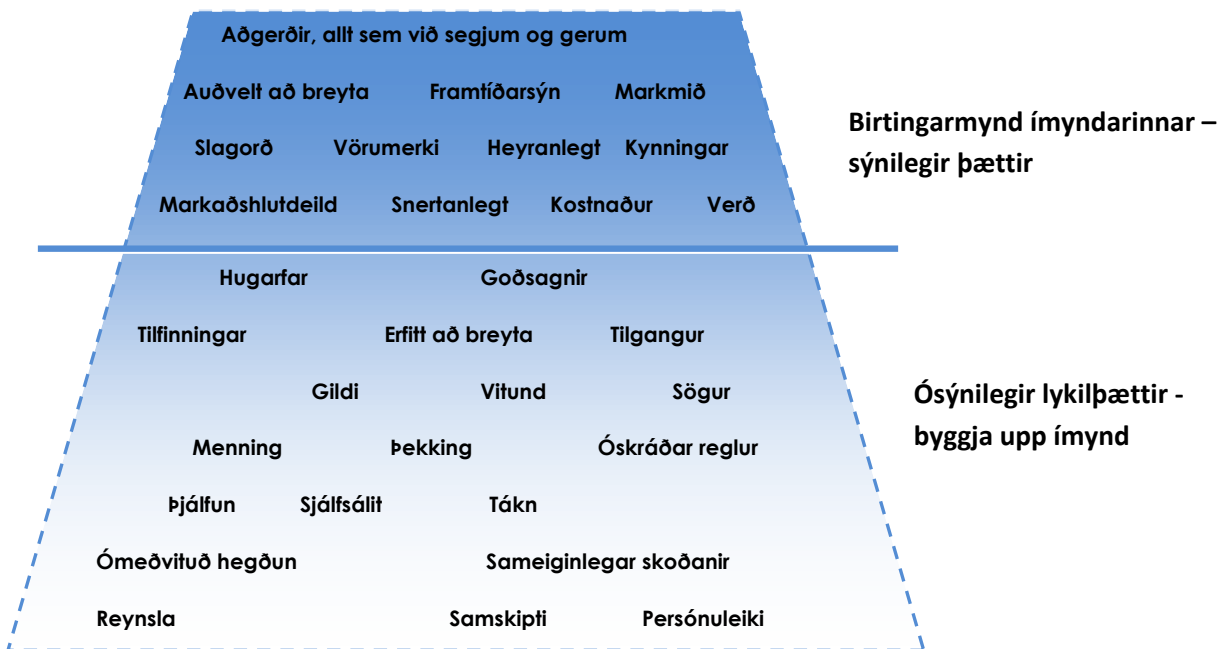 Aðgerðir, allt sem við segjum og gerum
Auðvelt að breyta Framtíðarsýn Markmið
Slagorð Vörumerki Heyranlegt Kynningar
Markaðshlutdeild Snertanlegt Kostnaður Verð
Birtingarmynd ímyndarinnar –
sýnilegir þættir
Hugarfar Goðsagnir
Tilfinningar Erfitt að breyta Tilgangur
Gildi Vitund Sögur
Menning Þekking Óskráðar reglur
Þjálfun Sjálfsálit Tákn
Ómeðvituð hegðun Sameiginlegar skoðanir
Reynsla Samskipti Persónuleiki
Ósýnilegir lykilþættir -
byggja upp ímynd